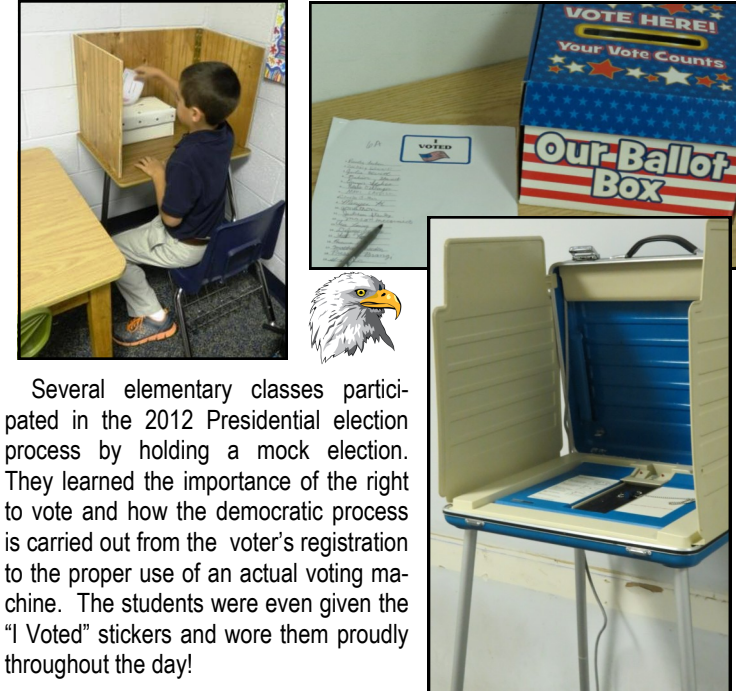 VOTE HERE!
Your Vote Counts
Our Ballot
Box
6A
I
VOTED
Several elementary classes partici-
pated in the 2012 Presidential election
process by holding a mock election.
They learned the importance of the right
to vote and how the democratic process
is carried out from the voter’s registration
to the proper use of an actual voting ma-
chine. The students were even given the
“I Voted” stickers and wore them proudly
throughout the day!